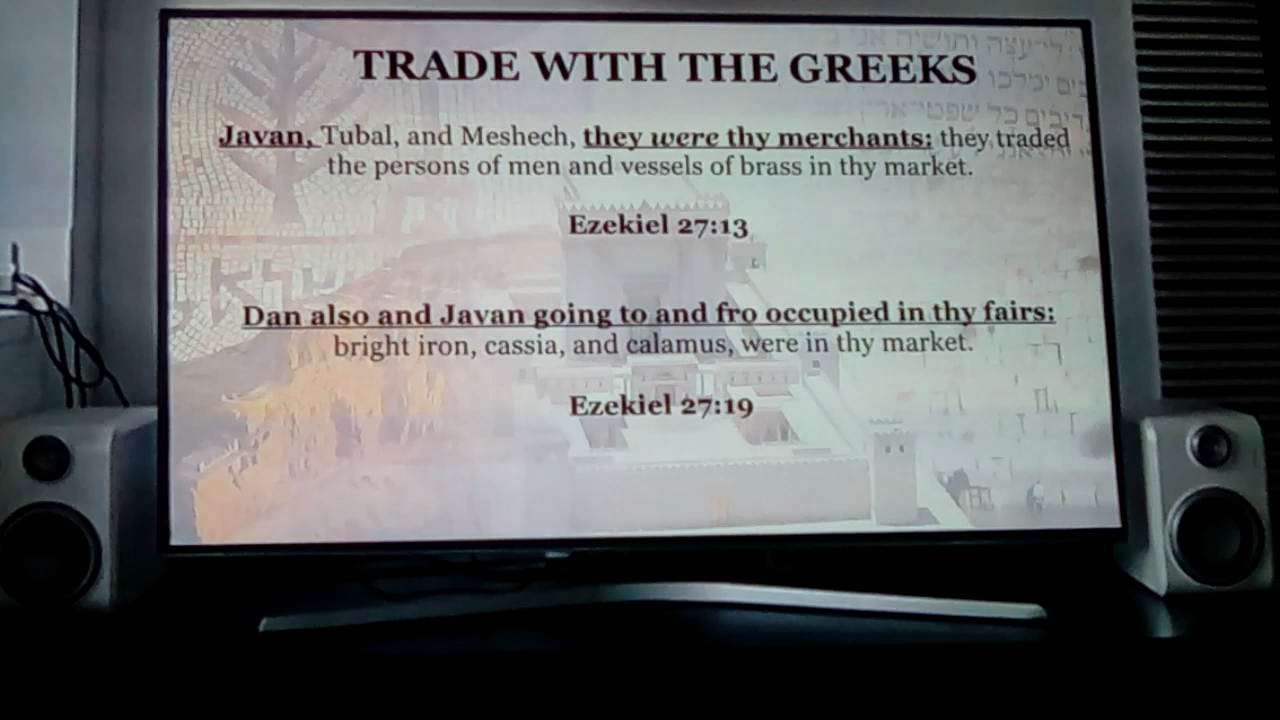 TRADE WITH THE GREEKS
Javan, Tubal, and Meshech, they were thy merchants: they traded
the persons of men and vessels of brass in thy market.
Ezekiel 27:13
Dan also and Javan going to and fro occupied in thy fairs:
bright iron, cassia, and calamus, were in thy market.
Ezekiel 27:19